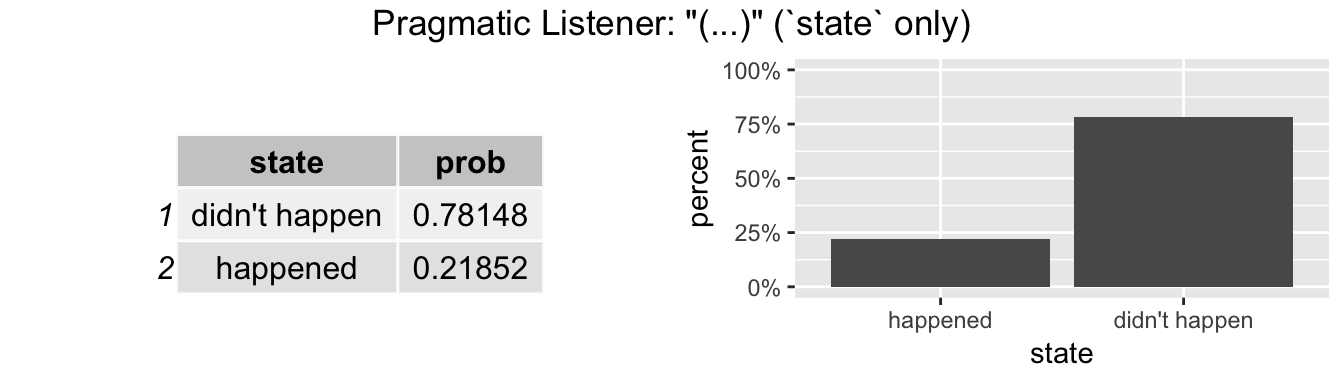 Pragmatic Listener: "(...)" (`state` only)
state prob
1 didn't happen 0.78148
2 happened 0.21852
100%
75%
50%
25%
0%
percent
happened didn't happen
state